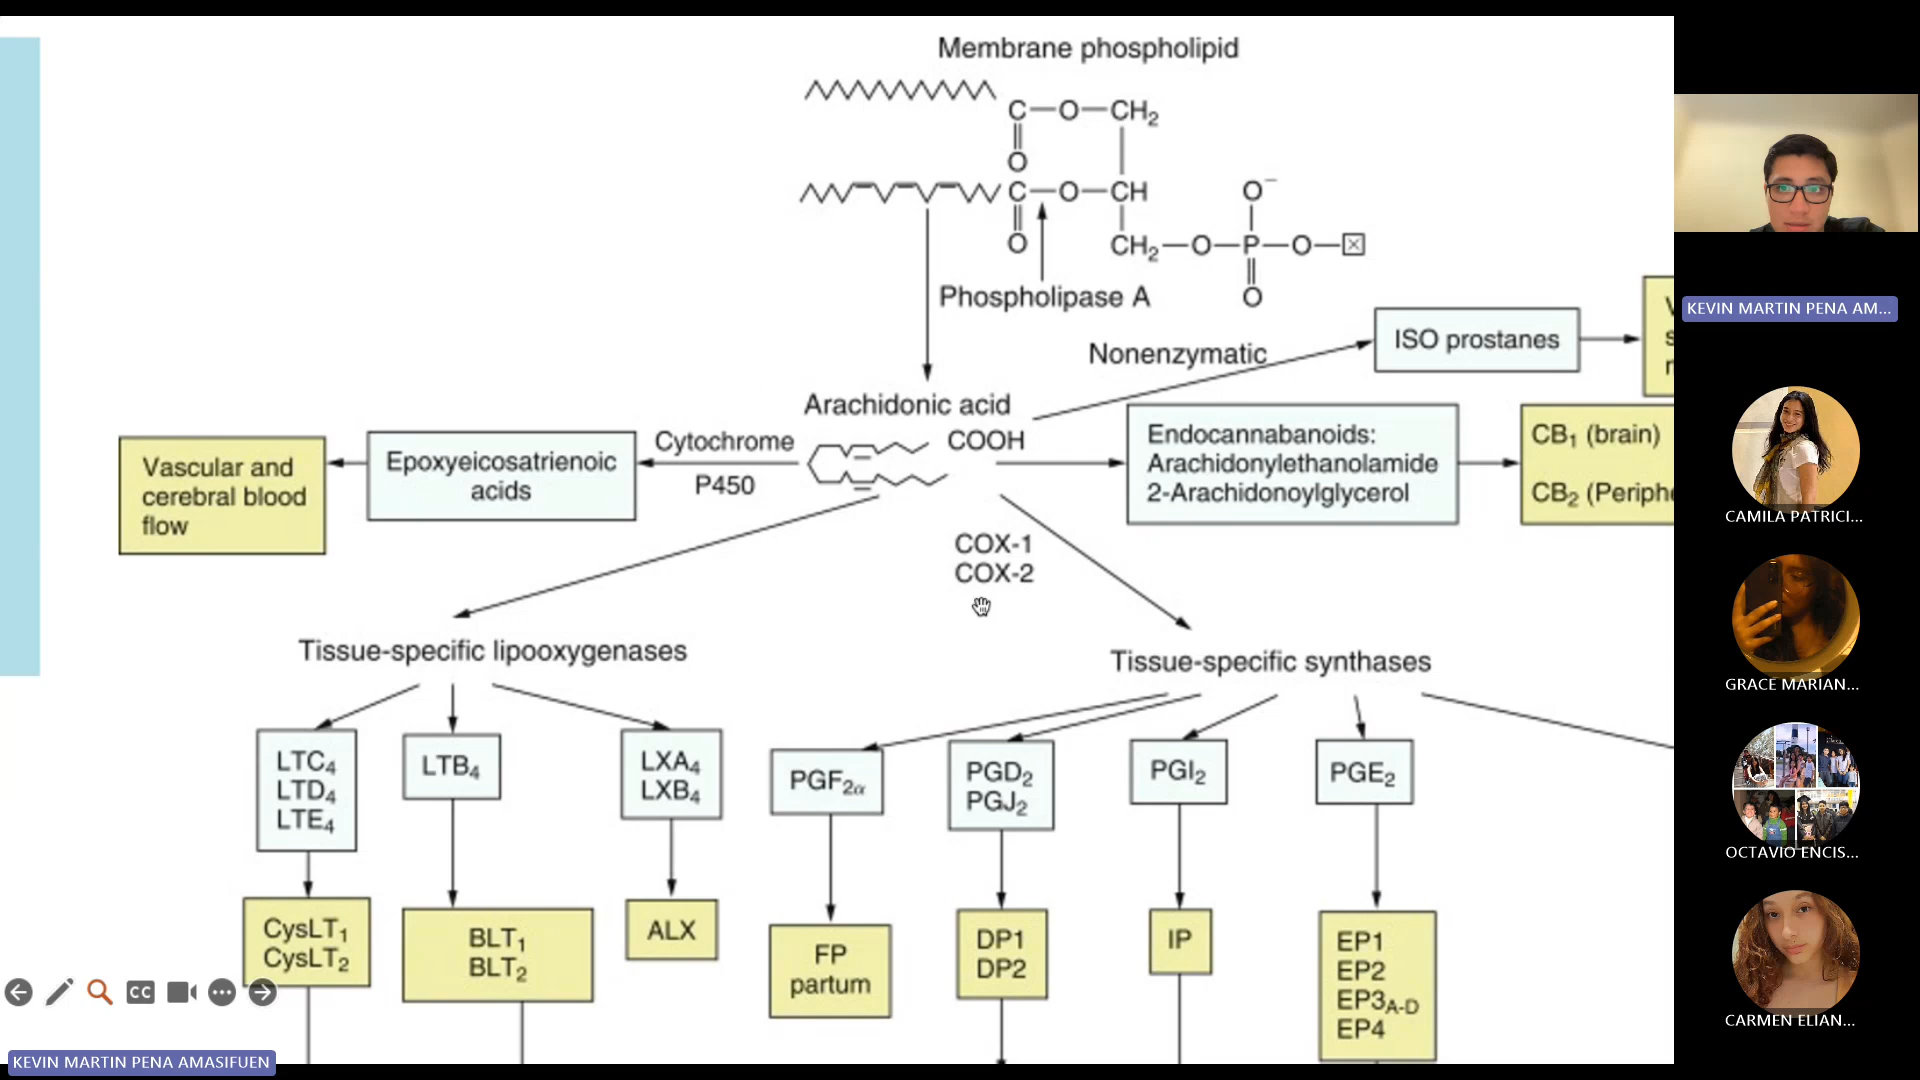 Membrane phospholipid
C—O—CH2
O
C—O—CH
O−
CH2—O—P—O—
O
O
Phospholipase A
Nonenzymatic
ISO prostanes
Arachidonic acid
COOH
Cytochrome
P450
Epoxyeicosatrienoic
acids
Vascular and
cerebral blood
flow
Endocannabanoids:
Arachidonylethanolamide
2-Arachidonoylglycerol
CB1 (brain)
CB2 (Periphe
COX-1
COX-2
Tissue-specific lipooxygenases
Tissue-specific synthases
LTC4
LTD4
LTE4
LTB4
LXA4
LXB4
PGF2α
PGD2
PGJ2
PGI2
PGE2
CysLT1
CysLT2
BLT1
BLT2
ALX
FP
partum
DP1
DP2
IP
EP1
EP2
EP3A-D
EP4
CC
KEVIN MARTIN PENA AMASIFUEN
KEVIN MARTIN PENA AM...
CAMILA PATRICI...
GRACE MARIAN...
OCTAVIO ENCIS...
CARMEN ELIAN...